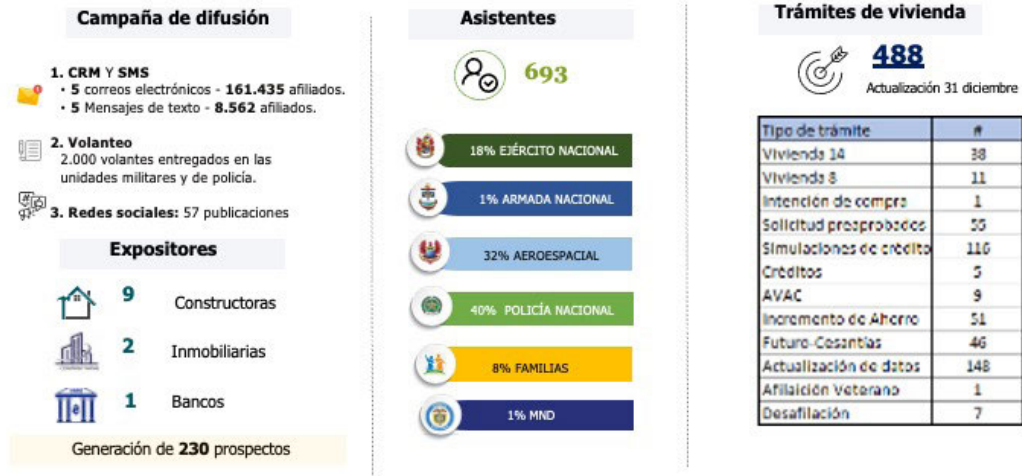 Campaña de difusión
1. CRM Y SMS
• 5 correos electrónicos - 161.435 afiliados.
• 5 Mensajes de texto - 8.562 afiliados.
2. Volanteo
2.000 volantes entregados en las
unidades militares y de policía.
3. Redes sociales: 57 publicaciones
Expositores
9 Constructoras
2 Inmobiliarias
1 Bancos
Generación de 230 prospectos
Asistentes
693
18% EJÉRCITO NACIONAL
1% ARMADA NACIONAL
32% AEROESPACIAL
40% POLICÍA NACIONAL
8% FAMILIAS
1% MND
Trámites de vivienda
488
Actualización 31 diciembre
Tipo de trámite #
Vivienda 14 38
Vivienda 8 11
Intención de compra 1
Solicitud preaprobados 55
Simulaciones de crédito 116
Créditos 5
AVAC 9
Incremento de Ahorro 51
Futuro-Cesantías 46
Actualización de datos 148
Afilaición Veterano 1
Desafilación 7